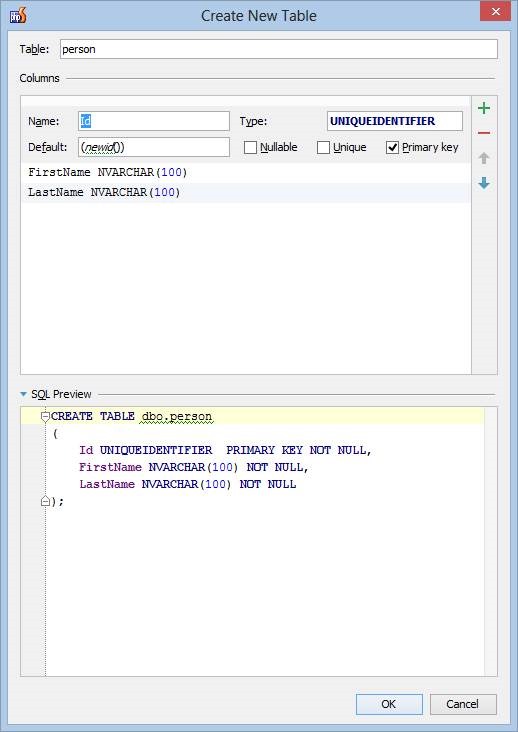 Create New Table
Table: person
Columns
Name: Id Type: UNIQUEIDENTIFIER
Default: (newid()) Nullable Unique Primary key
FirstName NVARCHAR(100)
LastName NVARCHAR(100)
SQL Preview
CREATE TABLE dbo.person
(
Id UNIQUEIDENTIFIER  PRIMARY KEY NOT NULL,
FirstName NVARCHAR(100) NOT NULL,
LastName NVARCHAR(100) NOT NULL
);
OK Cancel